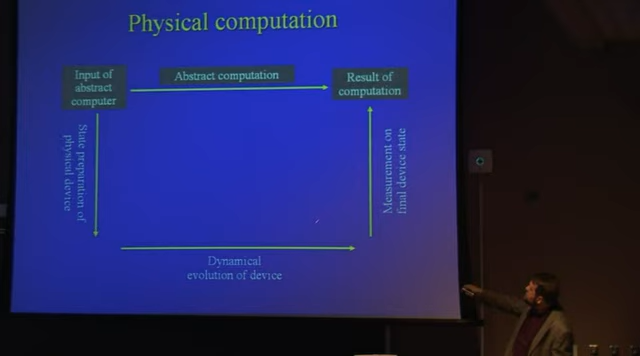 Physical computation
Input of
abstract
computer
Abstract computation
Result of
computation
State preparation of
physical device
Measurement on
final device state
Dynamical
evolution of device